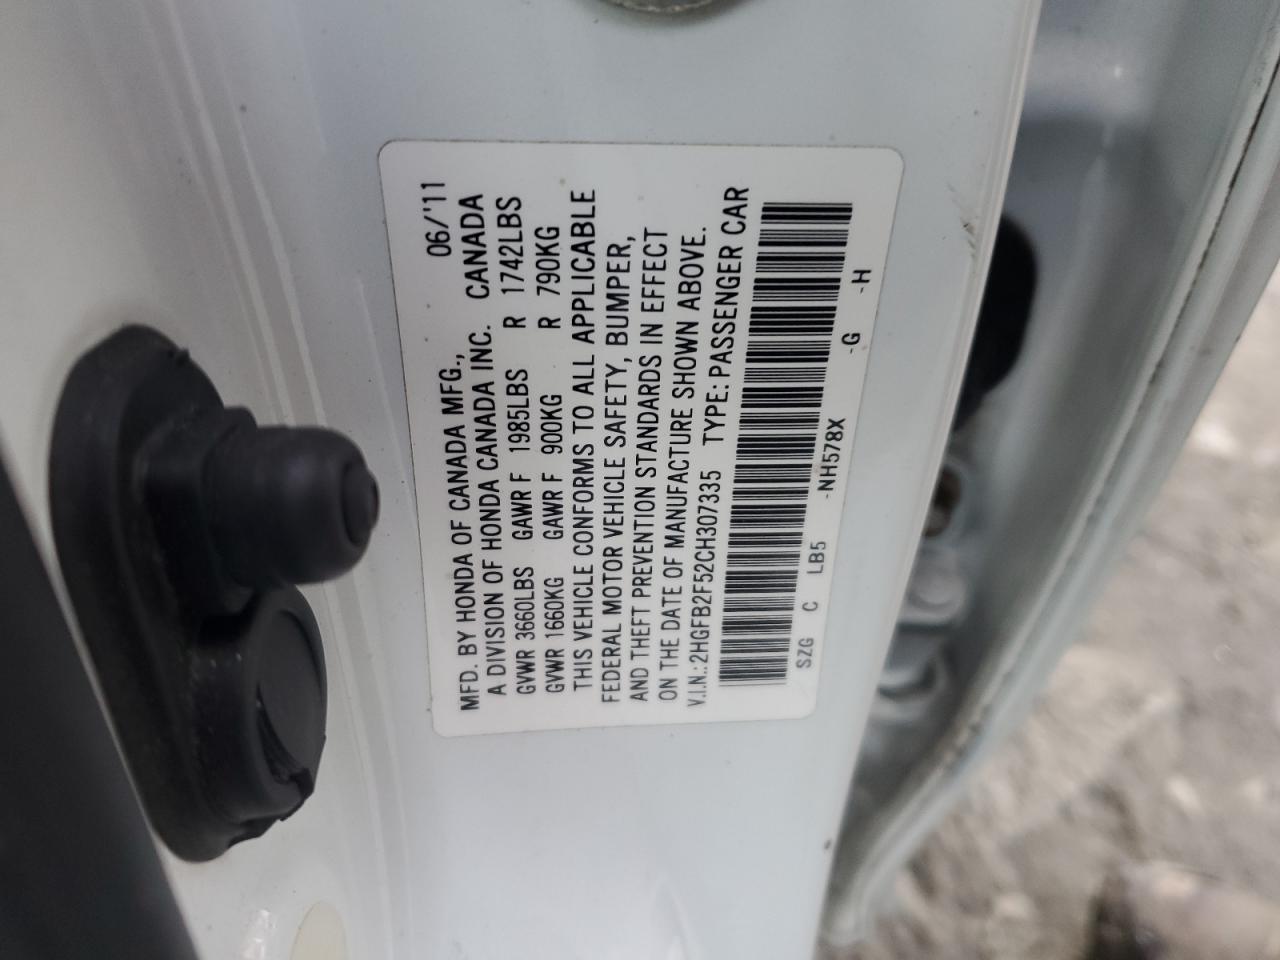 06/'11
MFD. BY HONDA OF CANADA MFG.,
A DIVISION OF HONDA CANADA INC. CANADA
GVWR 3660LBS GAWR F 1985LBS R 1742LBS
GVWR 1660KG GAWR F 900KG R 790KG
THIS VEHICLE CONFORMS TO ALL APPLICABLE
FEDERAL MOTOR VEHICLE SAFETY, BUMPER,
AND THEFT PREVENTION STANDARDS IN EFFECT
ON THE DATE OF MANUFACTURE SHOWN ABOVE.
V.I.N.:2HGFB2F52CH307335 TYPE:PASSENGER CAR
SZG C LB5 -NH578X -G -H